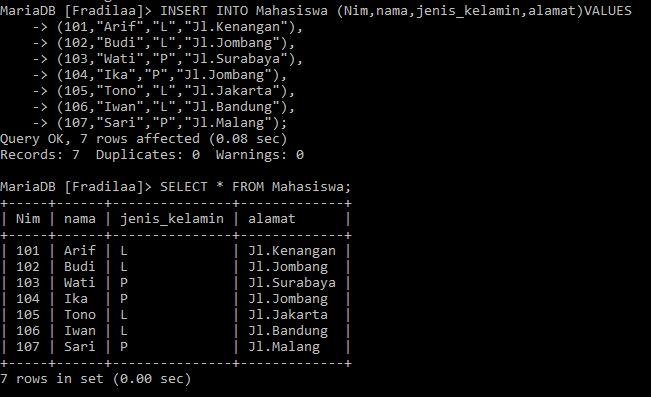 MariaDB [Fradilaa]> INSERT INTO Mahasiswa (Nim,nama,jenis_kelamin,alamat)VALUES
    -> (101,"Arif","L","Jl.Kenangan"),
    -> (102,"Budi","L","Jl.Jombang"),
    -> (103,"Wati","P","Jl.Surabaya"),
    -> (104,"Ika","P","Jl.Jombang"),
    -> (105,"Tono","L","Jl.Jakarta"),
    -> (106,"Iwan","L","Jl.Bandung"),
    -> (107,"Sari","P","Jl.Malang");
Query OK, 7 rows affected (0.08 sec)
Records: 7  Duplicates: 0  Warnings: 0

MariaDB [Fradilaa]> SELECT * FROM Mahasiswa;
+-----+------+---------------+-------------+
| Nim | nama | jenis_kelamin | alamat      |
+-----+------+---------------+-------------+
| 101 | Arif | L             | Jl.Kenangan |
| 102 | Budi | L             | Jl.Jombang  |
| 103 | Wati | P             | Jl.Surabaya |
| 104 | Ika  | P             | Jl.Jombang  |
| 105 | Tono | L             | Jl.Jakarta  |
| 106 | Iwan | L             | Jl.Bandung  |
| 107 | Sari | P             | Jl.Malang   |
+-----+------+---------------+-------------+
7 rows in set (0.00 sec)